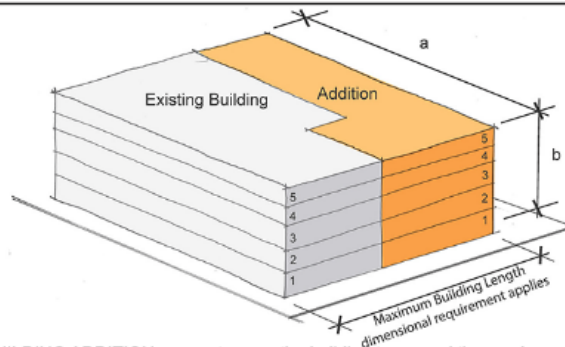 a
Addition
Existing Building
b
5
4
3
2
1
5
4
3
2
1
Maximum Building Length
dimensional requirement applies